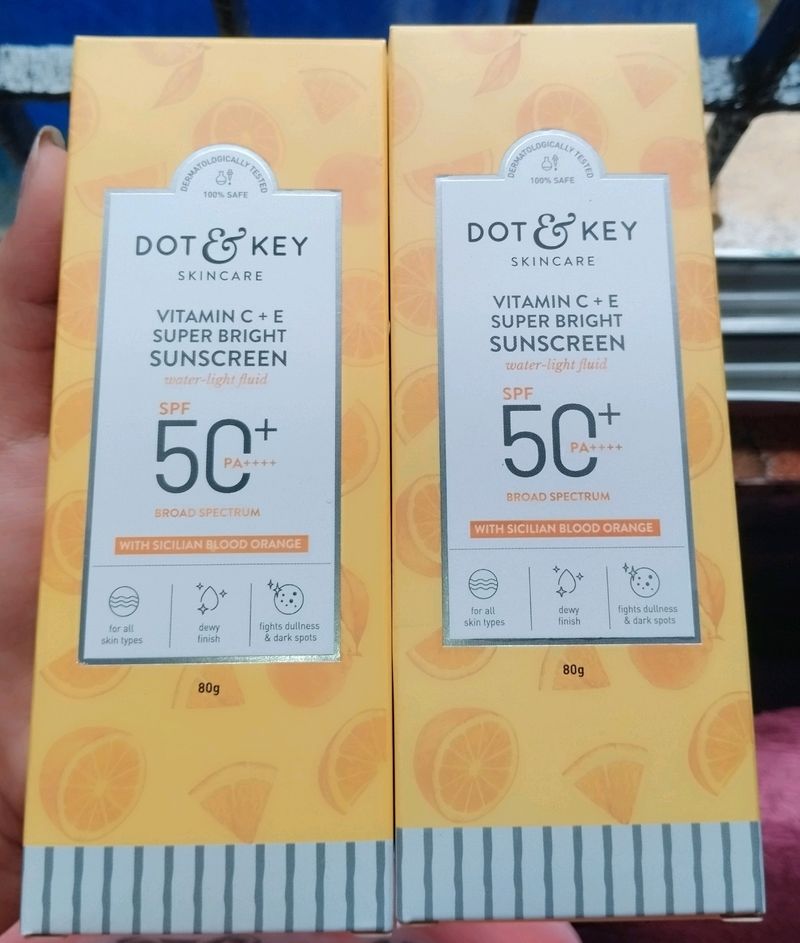 DERMATOLOGICALLY TESTED
100% SAFE
DOT & KEY
SKINCARE
VITAMIN C + E
SUPER BRIGHT
SUNSCREEN
water-light fluid
SPF
50+
PA++++
BROAD SPECTRUM
WITH SICILIAN BLOOD ORANGE
for all
skin types
dewy
finish
fights dullness
& dark spots
80g
DERMATOLOGICALLY TESTED
100% SAFE
DOT & KEY
SKINCARE
VITAMIN C + E
SUPER BRIGHT
SUNSCREEN
water-light fluid
SPF
50+
PA++++
BROAD SPECTRUM
WITH SICILIAN BLOOD ORANGE
for all
skin types
dewy
finish
fights dullness
& dark spots
80g